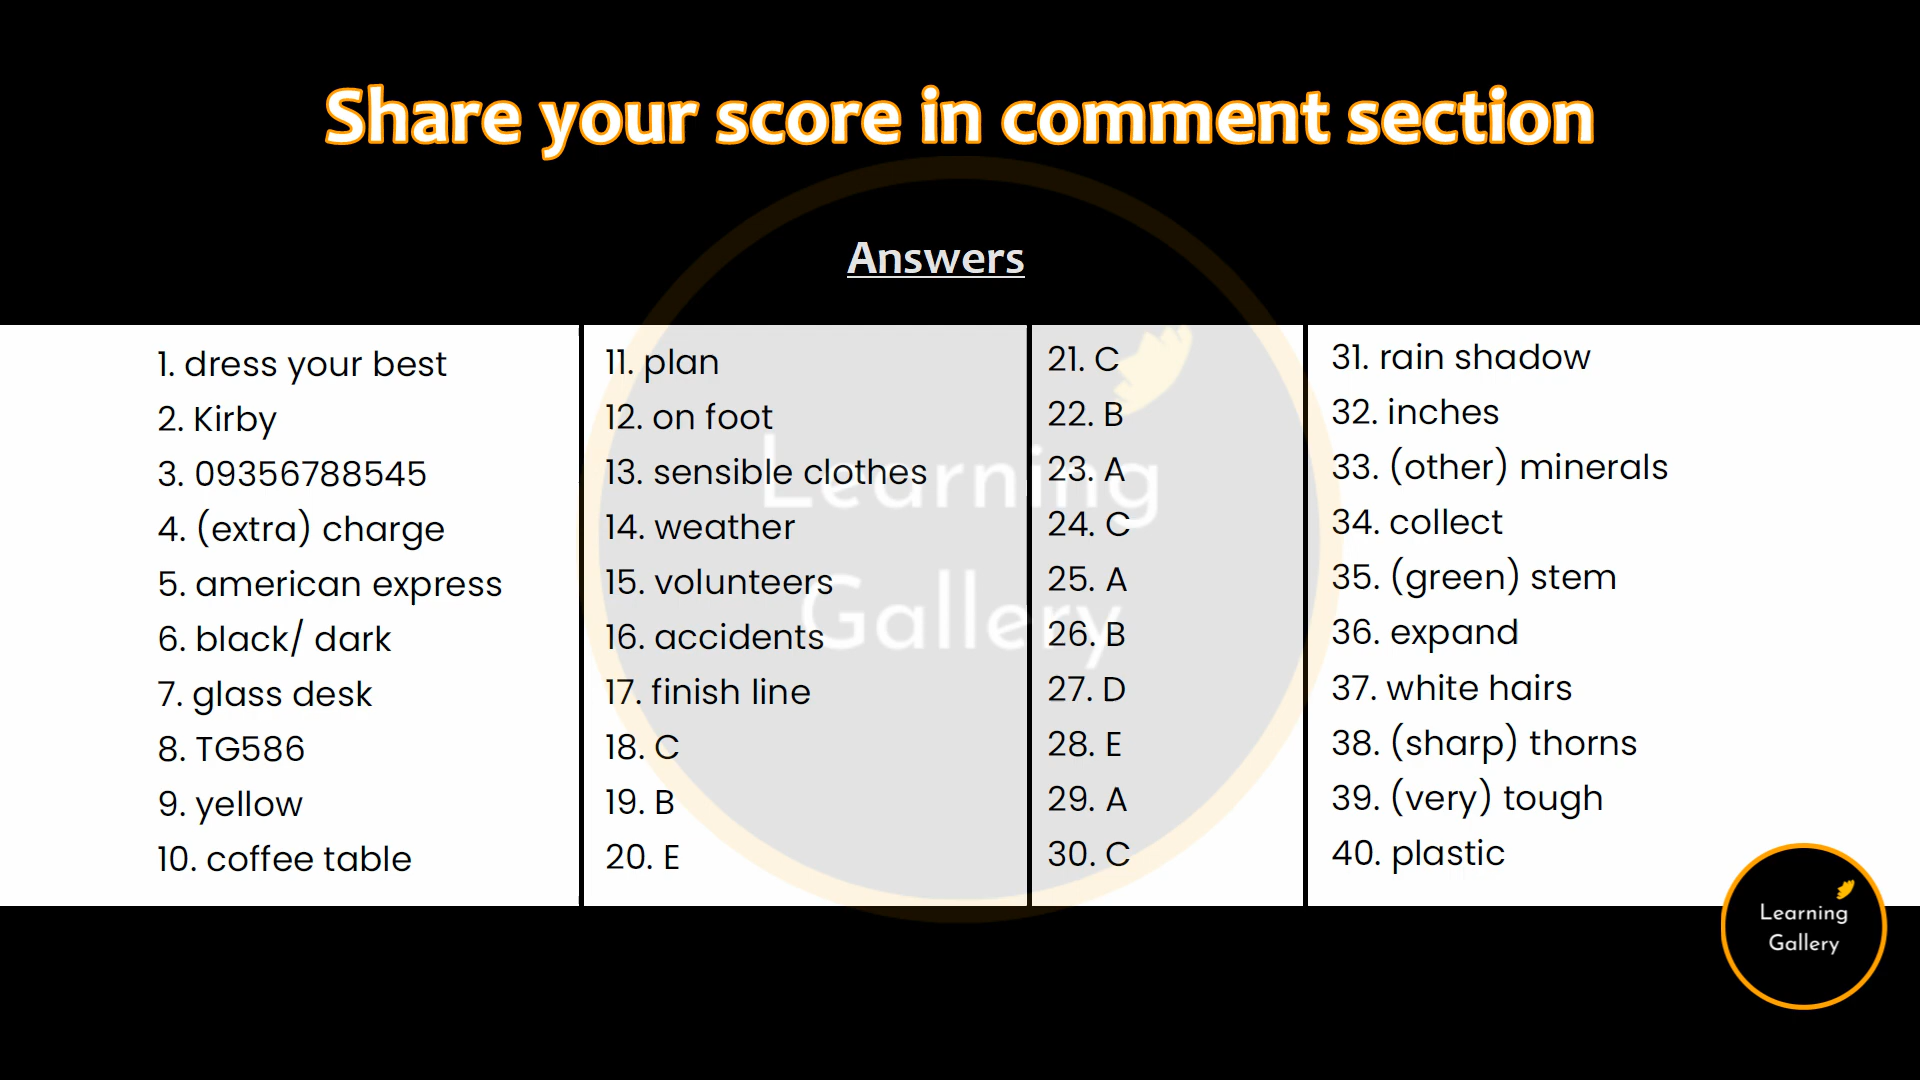 Share your score in comment section
Answers
1. dress your best
2. Kirby
3. 09356788545
4. (extra) charge
5. american express
6. black/ dark
7. glass desk
8. TG586
9. yellow
10. coffee table
11. plan
12. on foot
13. sensible clothes
14. weather
15. volunteers
16. accidents
17. finish line
18. C
19. B
20. E
21. C
22. B
23. A
24. C
25. A
26. B
27. D
28. E
29. A
30. C
31. rain shadow
32. inches
33. (other) minerals
34. collect
35. (green) stem
36. expand
37. white hairs
38. (sharp) thorns
39. (very) tough
40. plastic
Learning
Gallery
Learning
Gallery